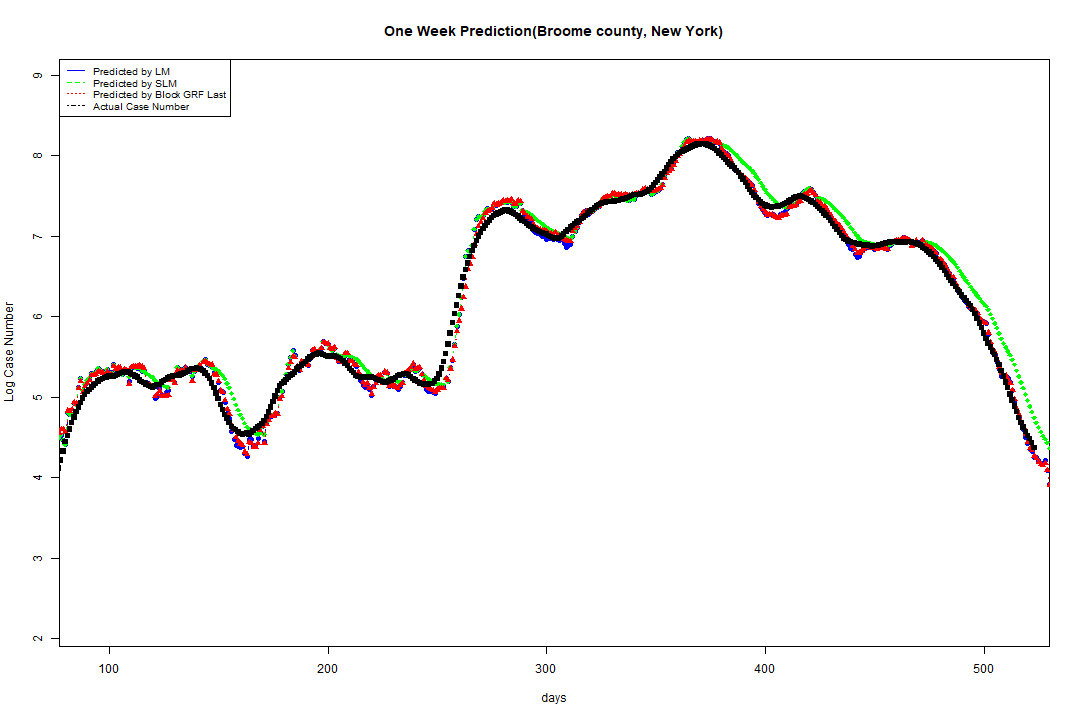 One Week Prediction(Broome county, New York)
Predicted by LM
Predicted by SLM
Predicted by Block GRF Last
Actual Case Number
9
8
7
6
5
4
3
2
Log Case Number
100 200 300 400 500
days